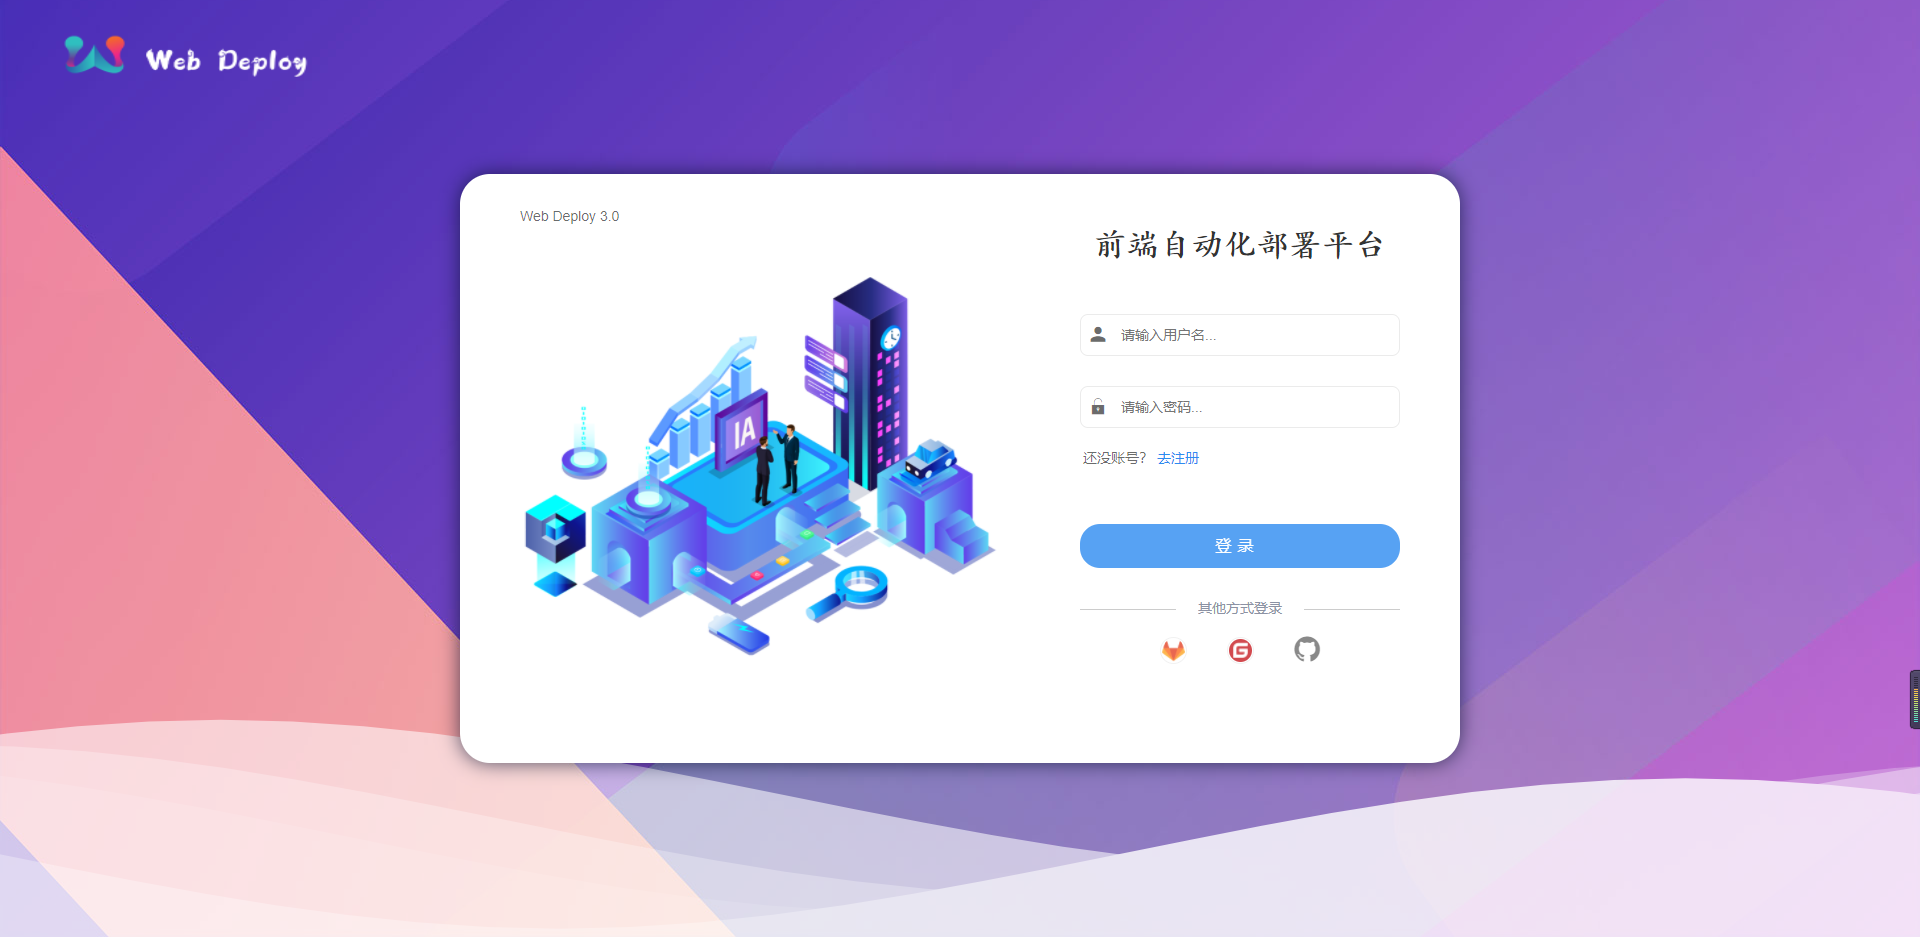 Web Deploy
Web Deploy 3.0
前端自动化部署平台
请输入用户名...
请输入密码...
还没账号? 去注册
登 录
其他方式登录
IA